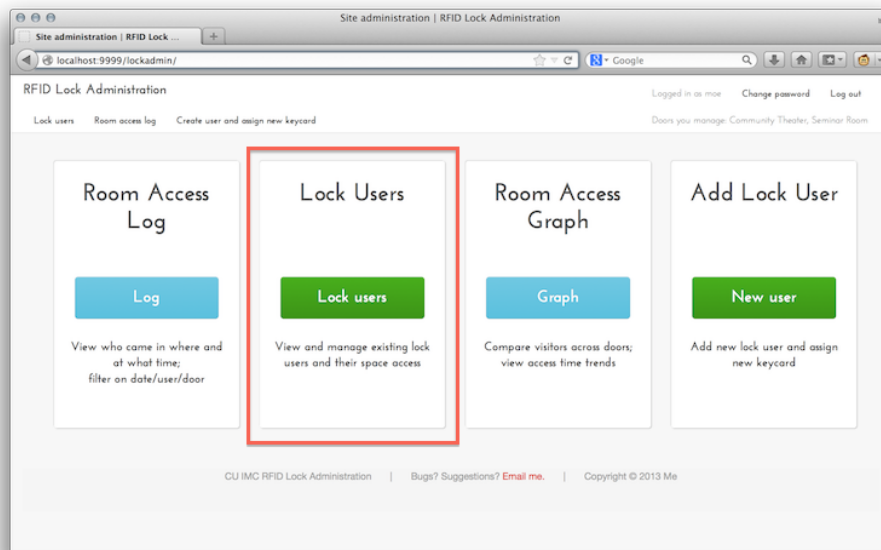 Site administration | RFID Lock Administration
Site administration | RFID Lock ...
localhost:9999/lockadmin/
Google
RFID Lock Administration
Logged in as moe Change password Log out
Lock users Room access log Create user and assign new keycard
Doors you manage: Community Theater, Seminar Room
Room Access
Log
Log
View who came in where and
at what time;
filter on date/user/door
Lock Users
Lock users
View and manage existing lock
users and their space access
Room Access
Graph
Graph
Compare visitors across doors;
view access time trends
Add Lock User
New user
Add new lock user and assign
new keycard
CU IMC RFID Lock Administration | Bugs? Suggestions? Email me. | Copyright © 2013 Me